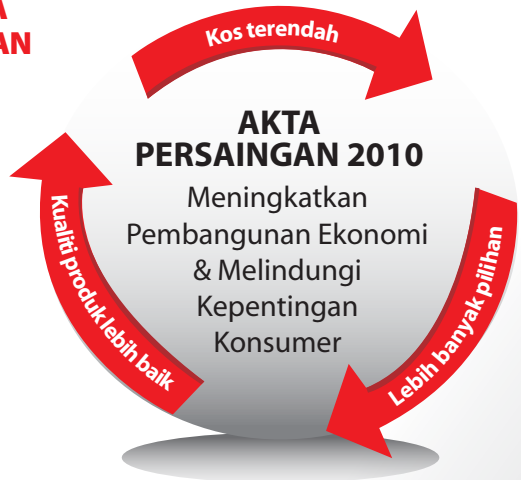 Kos terendah
AKTA
PERSAINGAN 2010
Meningkatkan
Pembangunan Ekonomi
& Melindungi
Kepentingan
Konsumer
Lebih banyak pilihan
Kualiti produk lebih baik